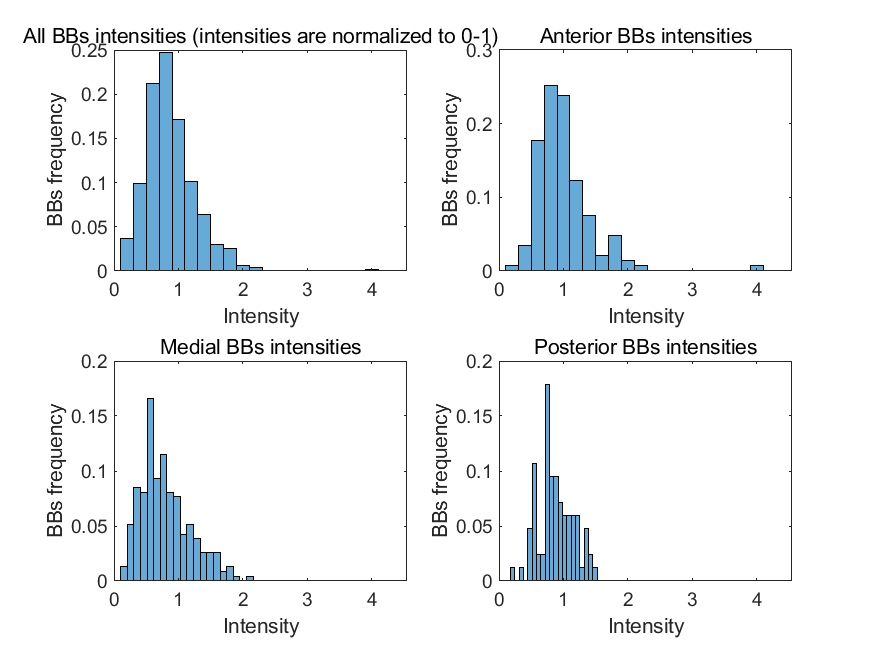 All BBs intensities (intensities are normalized to 0-1)
0.25
0.2
0.15
0.1
0.05
0
BBs frequency
0 1 2 3 4
Intensity
Anterior BBs intensities
0.3
0.2
0.1
0
BBs frequency
0 1 2 3 4
Intensity
Medial BBs intensities
0.2
0.15
0.1
0.05
0
BBs frequency
0 1 2 3 4
Intensity
Posterior BBs intensities
0.2
0.15
0.1
0.05
0
BBs frequency
0 1 2 3 4
Intensity